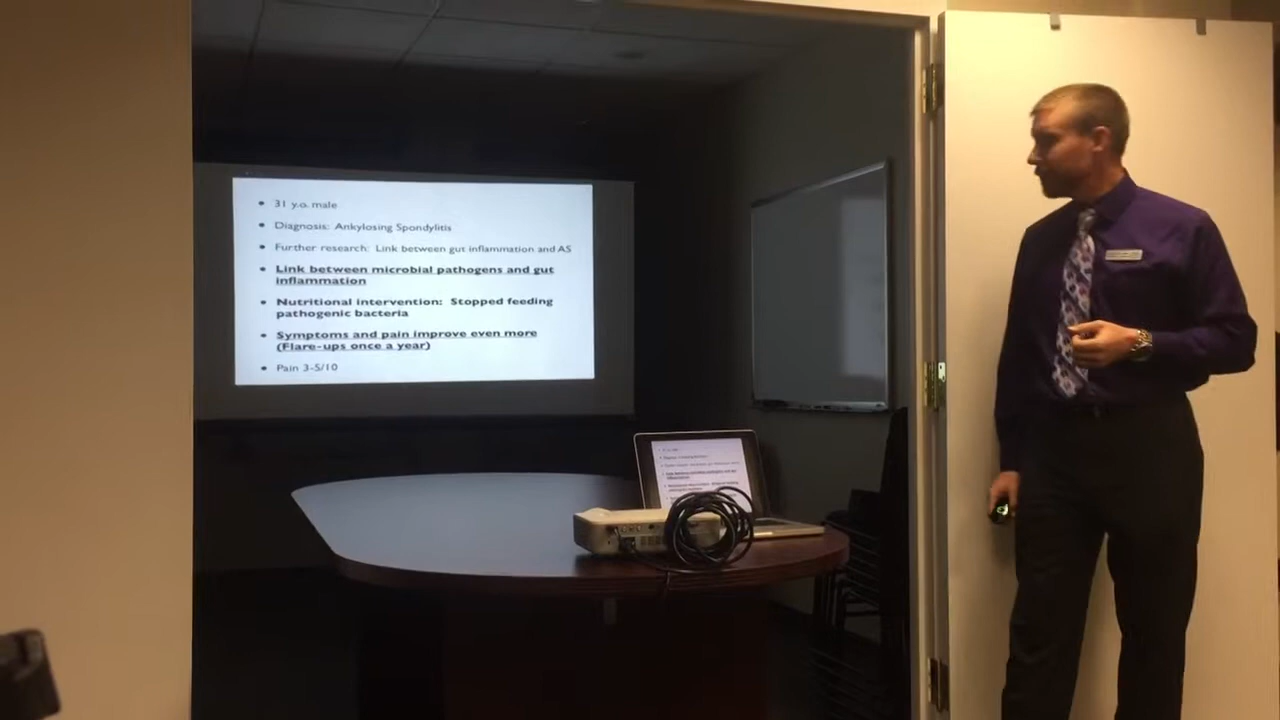 • 31 y.o. male
• Diagnosis: Ankylosing Spondylitis
• Further research: Link between gut inflammation and AS
• Link between microbial pathogens and gut
inflammation
• Nutritional intervention: Stopped feeding
pathogenic bacteria
• Symptoms and pain improve even more
(Flare-ups once a year)
• Pain 3-5/10